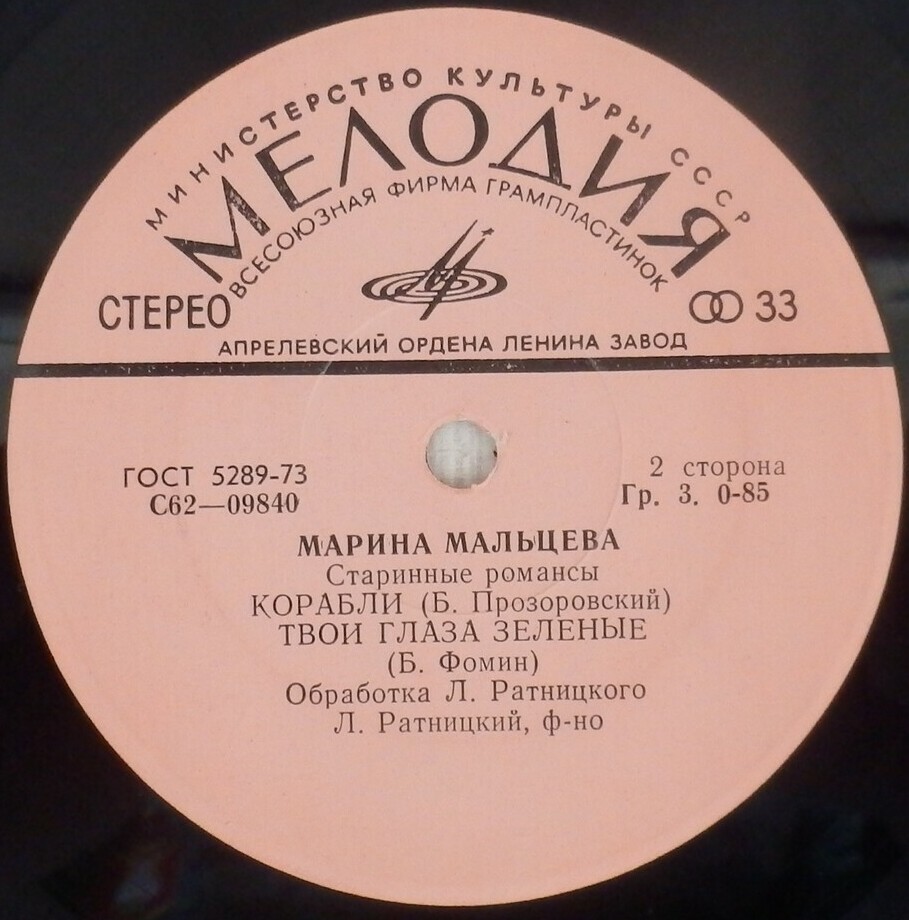 МИНИСТЕРСТВО КУЛЬТУРЫ СССР
МЕЛОДИЯ
ВСЕСОЮЗНАЯ ФИРМА ГРАМПЛАСТИНОК
СТЕРЕО
33
АПРЕЛЕВСКИЙ ОРДЕНА ЛЕНИНА ЗАВОД
ГОСТ 5289-73
С62—09840
2 сторона
Гр. 3. 0-85
МАРИНА МАЛЬЦЕВА
Старинные романсы
КОРАБЛИ (Б. Прозоровский)
ТВОИ ГЛАЗА ЗЕЛЕНЫЕ
(Б. Фомин)
Обработка Л. Ратницкого
Л. Ратницкий, ф-но